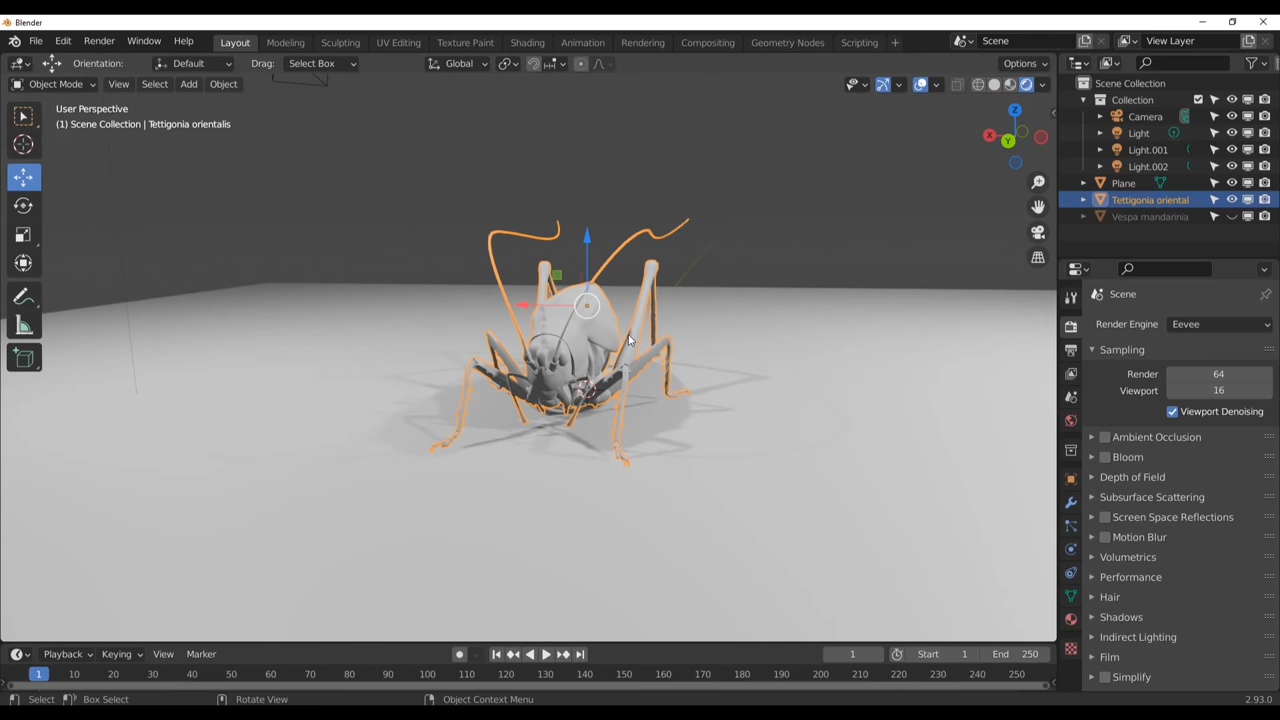 Blender
File Edit Render Window Help
Layout Modeling Sculpting UV Editing Texture Paint Shading Animation Rendering Compositing Geometry Nodes Scripting +
Scene
View Layer
Orientation: Default Drag: Select Box
Global
Options
Object Mode View Select Add Object
User Perspective
(1) Scene Collection | Tettigonia orientalis
Z
X
Y
Scene Collection
Collection
Camera
Light
Light.001
Light.002
Plane
Tettigonia oriental
Vespa mandarinia
Scene
Render Engine Eevee
Sampling
Render 64
Viewport 16
Viewport Denoising
Ambient Occlusion
Bloom
Depth of Field
Subsurface Scattering
Screen Space Reflections
Motion Blur
Volumetrics
Performance
Hair
Shadows
Indirect Lighting
Film
Simplify
Playback Keying View Marker
1 Start 1 End 250
1 10 20 30 40 50 60 70 80 90 100 110 120 130 140 150 160 170 180 190 200 210 220 230 240 250
Select Box Select Rotate View Object Context Menu
2.93.0